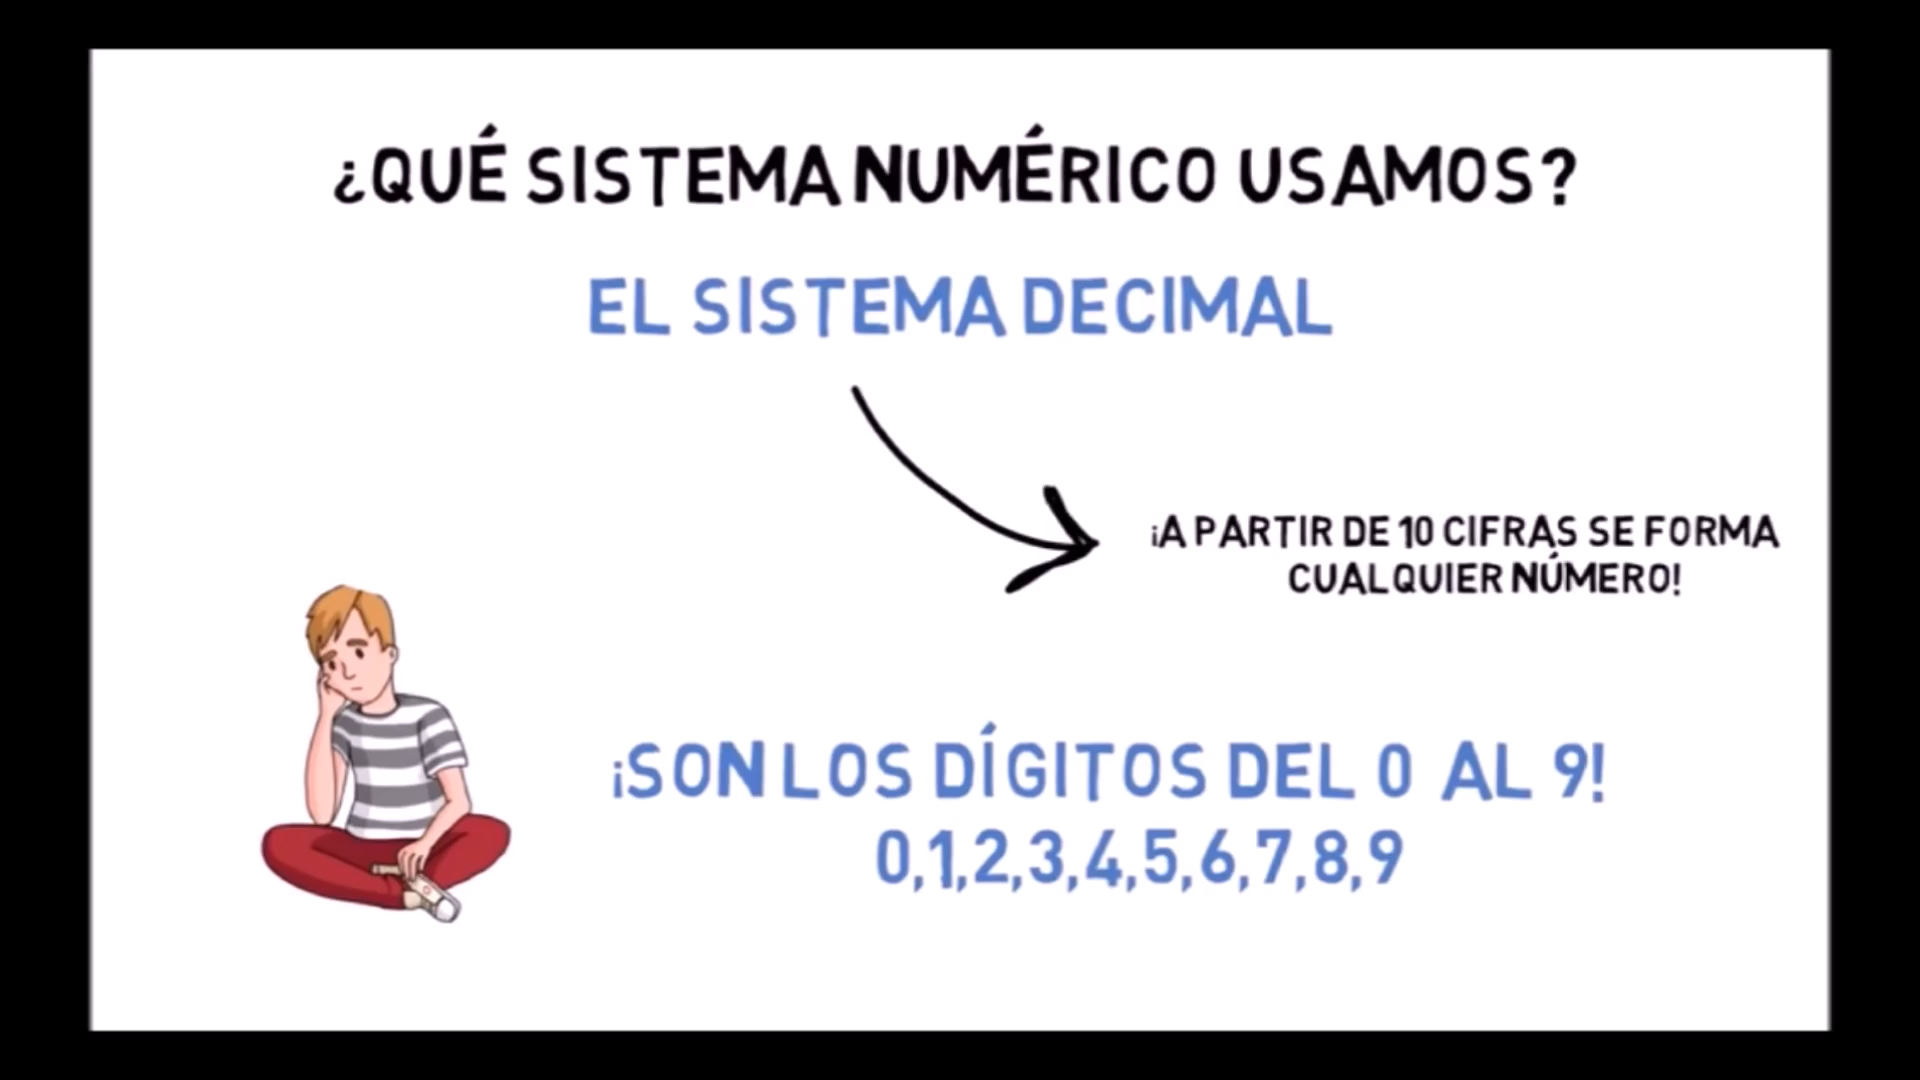 ¿QUÉ SISTEMA NUMÉRICO USAMOS?
EL SISTEMA DECIMAL
¡A PARTIR DE 10 CIFRAS SE FORMA
CUALQUIER NÚMERO!
¡SON LOS DÍGITOS DEL 0 AL 9!
0,1,2,3,4,5,6,7,8,9